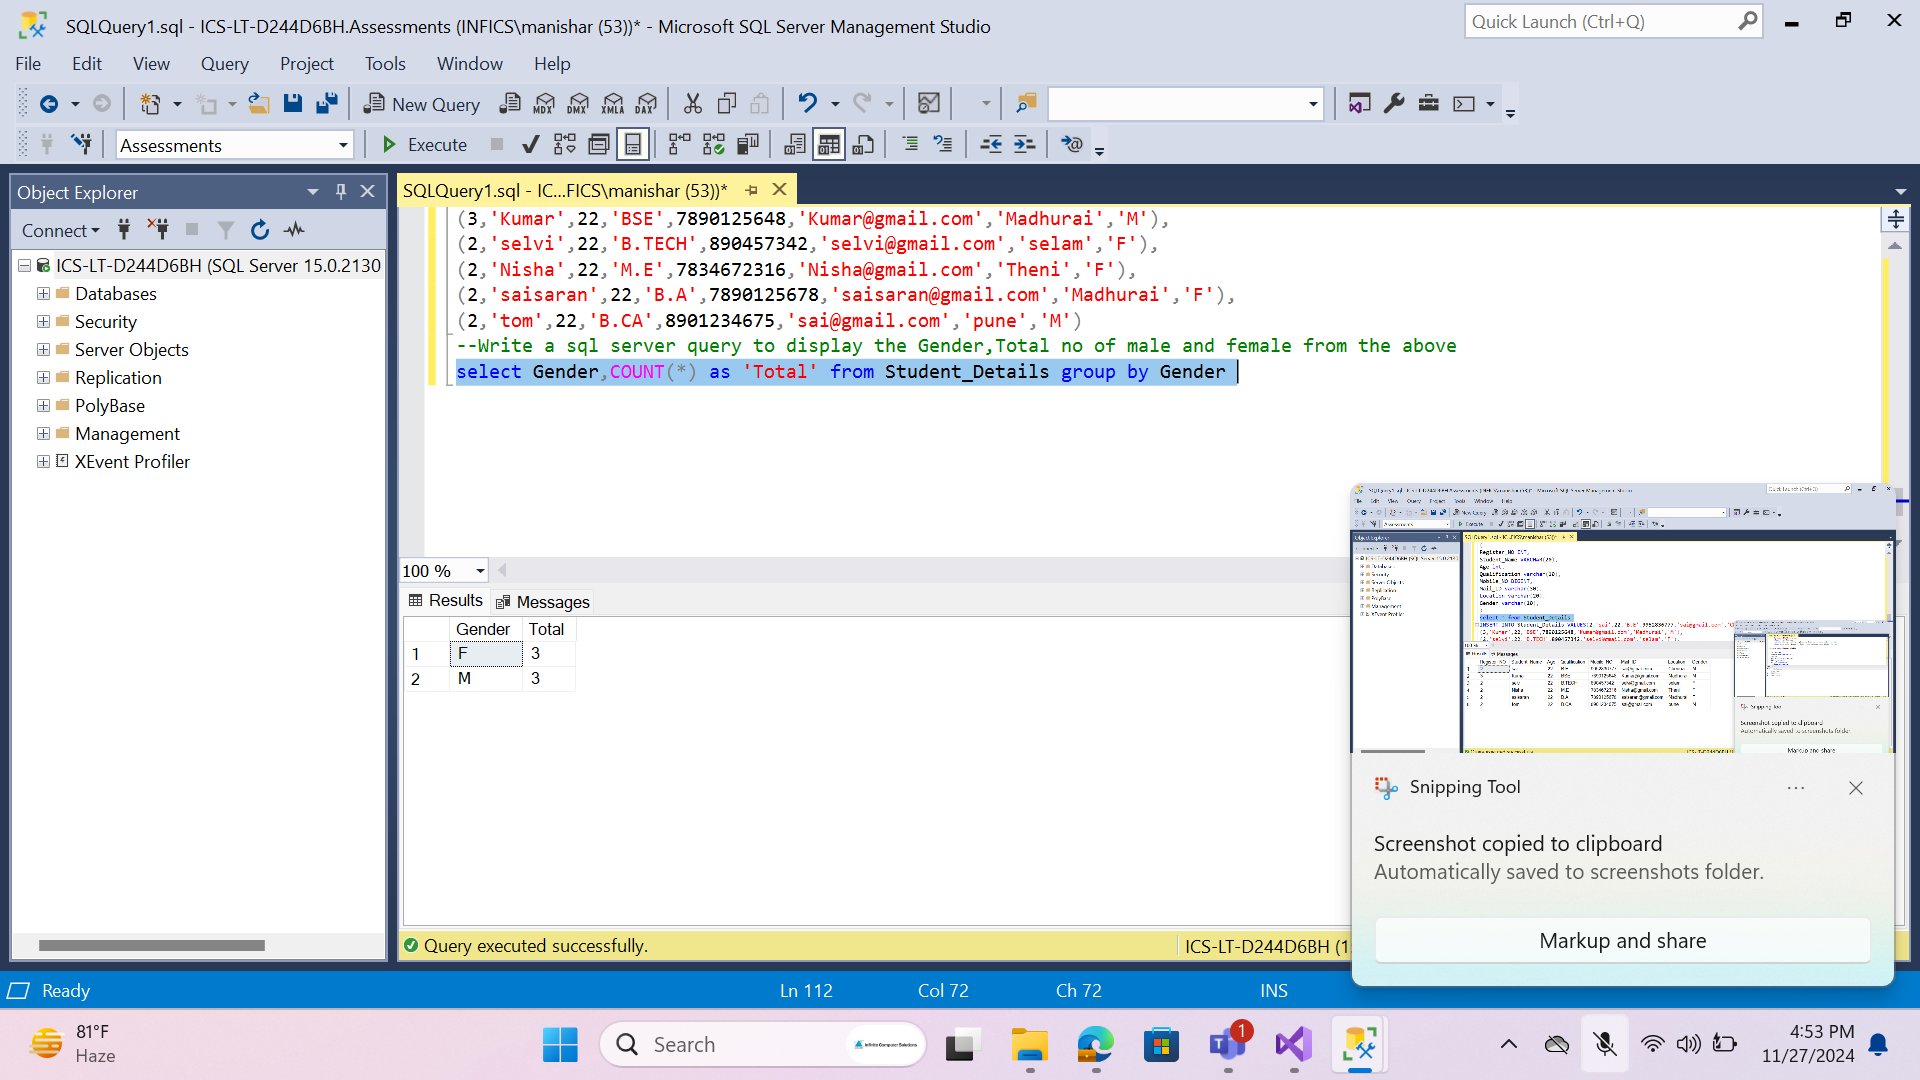 SQLQuery1.sql - ICS-LT-D244D6BH.Assessments (INFICS\manishar (53))* - Microsoft SQL Server Management Studio
Quick Launch (Ctrl+Q)
File Edit View Query Project Tools Window Help
New Query MDX DMX XMLA DAX
Assessments Execute
Object Explorer
SQLQuery1.sql - IC...FICS\manishar (53))*
Connect
ICS-LT-D244D6BH (SQL Server 15.0.2130
Databases
Security
Server Objects
Replication
PolyBase
Management
XEvent Profiler
(3,'Kumar',22,'BSE',7890125648,'Kumar@gmail.com','Madhurai','M'),
(2,'selvi',22,'B.TECH',890457342,'selvi@gmail.com','selam','F'),
(2,'Nisha',22,'M.E',7834672316,'Nisha@gmail.com','Theni','F'),
(2,'saisaran',22,'B.A',7890125678,'saisaran@gmail.com','Madhurai','F'),
(2,'tom',22,'B.CA',8901234675,'sai@gmail.com','pune','M')
--Write a sql server query to display the Gender,Total no of male and female from the above
select Gender,COUNT(*) as 'Total' from Student_Details group by Gender
100 %
Results Messages
Gender Total
1 F 3
2 M 3
Query executed successfully.
ICS-LT-D244D6BH (1
Snipping Tool
Screenshot copied to clipboard
Automatically saved to screenshots folder.
Markup and share
Ready Ln 112 Col 72 Ch 72 INS
81°F
Haze
Search
Infinite Computer Solutions
1
4:53 PM
11/27/2024